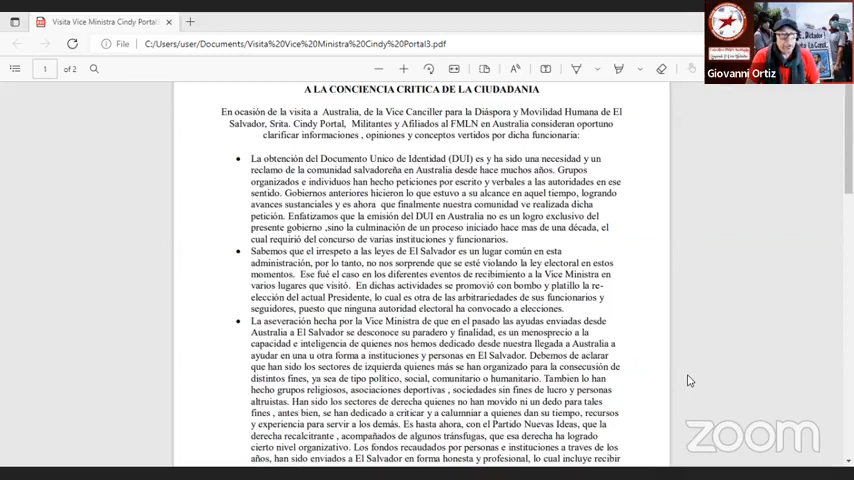 Visita Vice Ministra Cindy Portal
File
C:/Users/user/Documents/Visita%20Vice%20Ministra%20Cindy%20Portal3.pdf
Giovanni Ortiz
1
of 2
A LA CONCIENCIA CRITICA DE LA CIUDADANIA
En ocasión de la visita a Australia, de la Vice Canciller para la Diáspora y Movilidad Humana de El
Salvador, Srita. Cindy Portal, Militantes y Afiliados al FMLN en Australia consideran oportuno
clarificar informaciones , opiniones y conceptos vertidos por dicha funcionaria:
• La obtención del Documento Unico de Identidad (DUI) es y ha sido una necesidad y un
reclamo de la comunidad salvadoreña en Australia desde hace muchos años. Grupos
organizados e individuos han hecho peticiones por escrito y verbales a las autoridades en ese
sentido. Gobiernos anteriores hicieron lo que estuvo a su alcance en aquel tiempo, logrando
avances sustanciales y es ahora que finalmente nuestra comunidad ve realizada dicha
petición. Enfatizamos que la emisión del DUI en Australia no es un logro exclusivo del
presente gobierno ,sino la culminación de un proceso iniciado hace mas de una década, el
cual requirió del concurso de varias instituciones y funcionarios.
• Sabemos que el irrespeto a las leyes de El Salvador es un lugar común en esta
administración, por lo tanto, no nos sorprende que se esté violando la ley electoral en estos
momentos. Ese fué el caso en los diferentes eventos de recibimiento a la Vice Ministra en
varios lugares que visitó. En dichas actividades se promovió con bombo y platillo la re-
elección del actual Presidente, lo cual es otra de las arbitrariedades de sus funcionarios y
seguidores, puesto que ninguna autoridad electoral ha convocado a elecciones.
• La aseveración hecha por la Vice Ministra de que en el pasado las ayudas enviadas desde
Australia a El Salvador se desconoce su paradero y finalidad, es un menosprecio a la
capacidad e inteligencia de quienes nos hemos dedicado desde nuestra llegada a Australia a
ayudar en una u otra forma a instituciones y personas en El Salvador. Debemos de aclarar
que han sido los sectores de izquierda quienes más se han organizado para la consecusión de
distintos fines, ya sea de tipo político, social, comunitario o humanitario. Tambien lo han
hecho grupos religiosos, asociaciones deportivas , sociedades sin fines de lucro y personas
altruistas. Han sido los sectores de derecha quienes no han movido ni un dedo para tales
fines , antes bien, se han dedicado a criticar y a calumniar a quienes dan su tiempo, recursos
y experiencia para servir a los demás. Es hasta ahora, con el Partido Nuevas Ideas, que la
derecha recalcitrante , acompañados de algunos tránsfugas, que esa derecha ha logrado
cierto nivel organizativo. Los fondos recaudados por personas e instituciones a traves de los
años, han sido enviados a El Salvador en forma honesta y profesional, lo cual incluye recibir
zoom